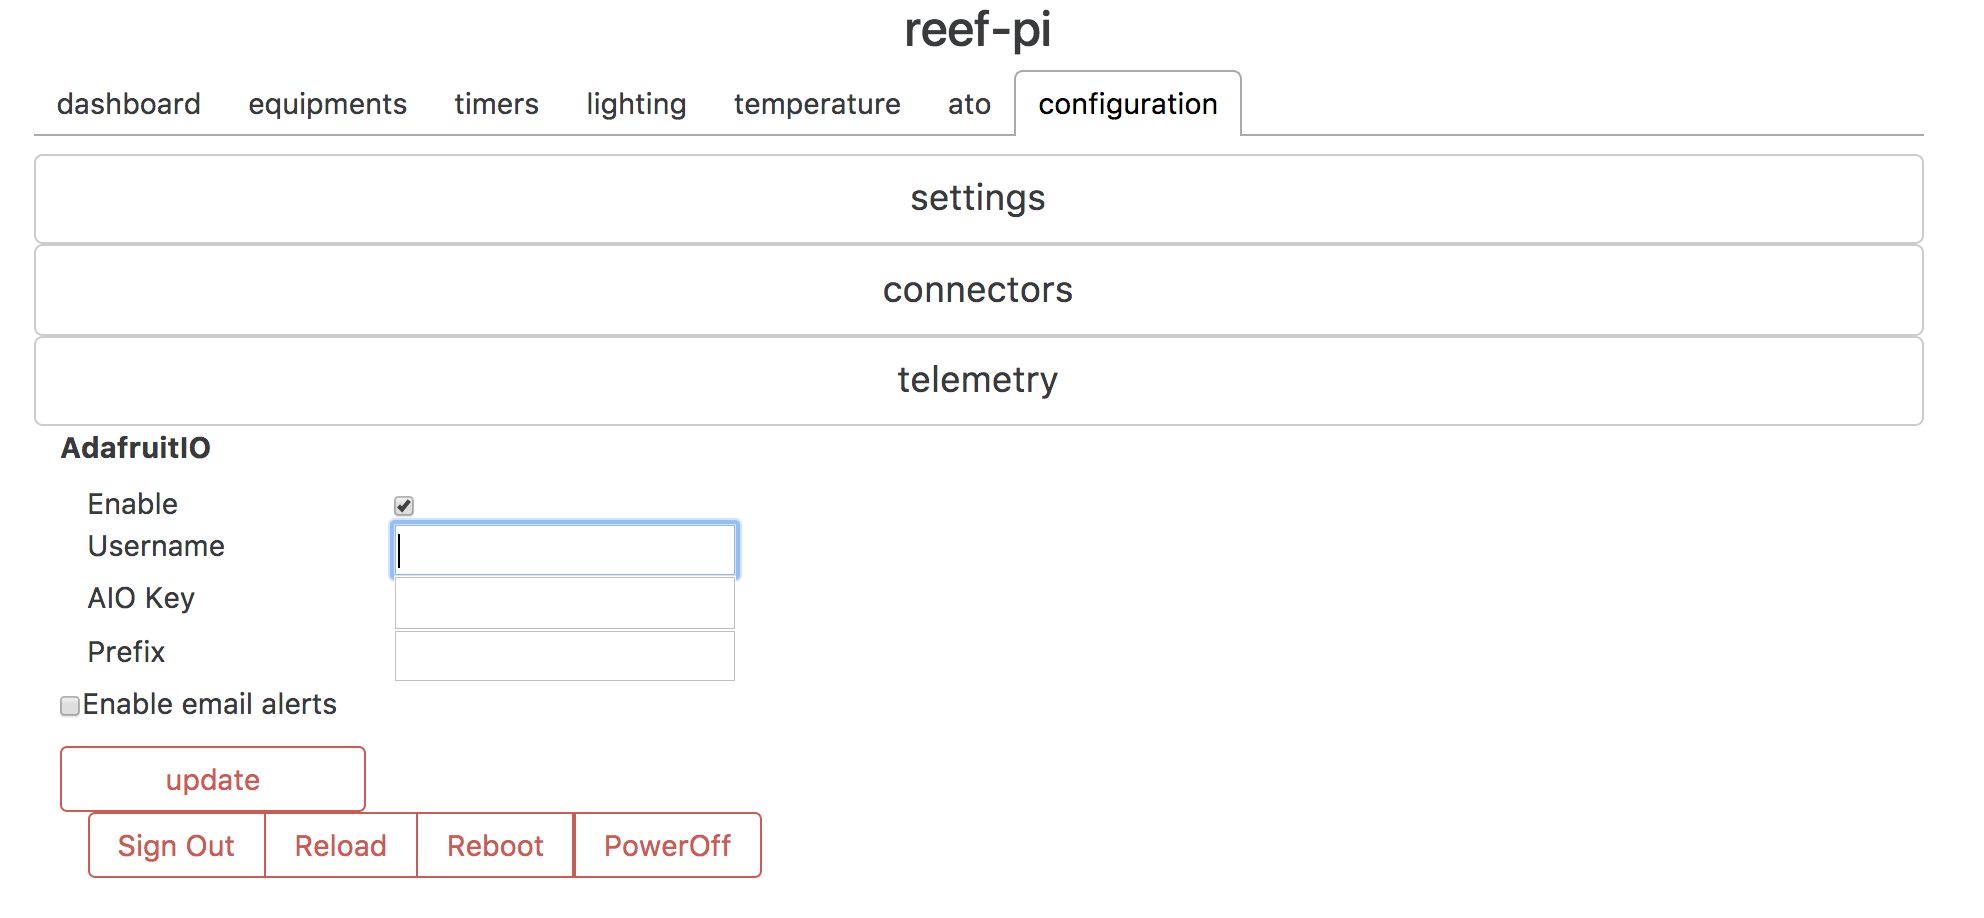 reef-pi
dashboard equipments timers lighting temperature ato configuration
settings
connectors
telemetry
AdafruitIO
Enable
Username
AIO Key
Prefix
Enable email alerts
update
Sign Out Reload Reboot PowerOff